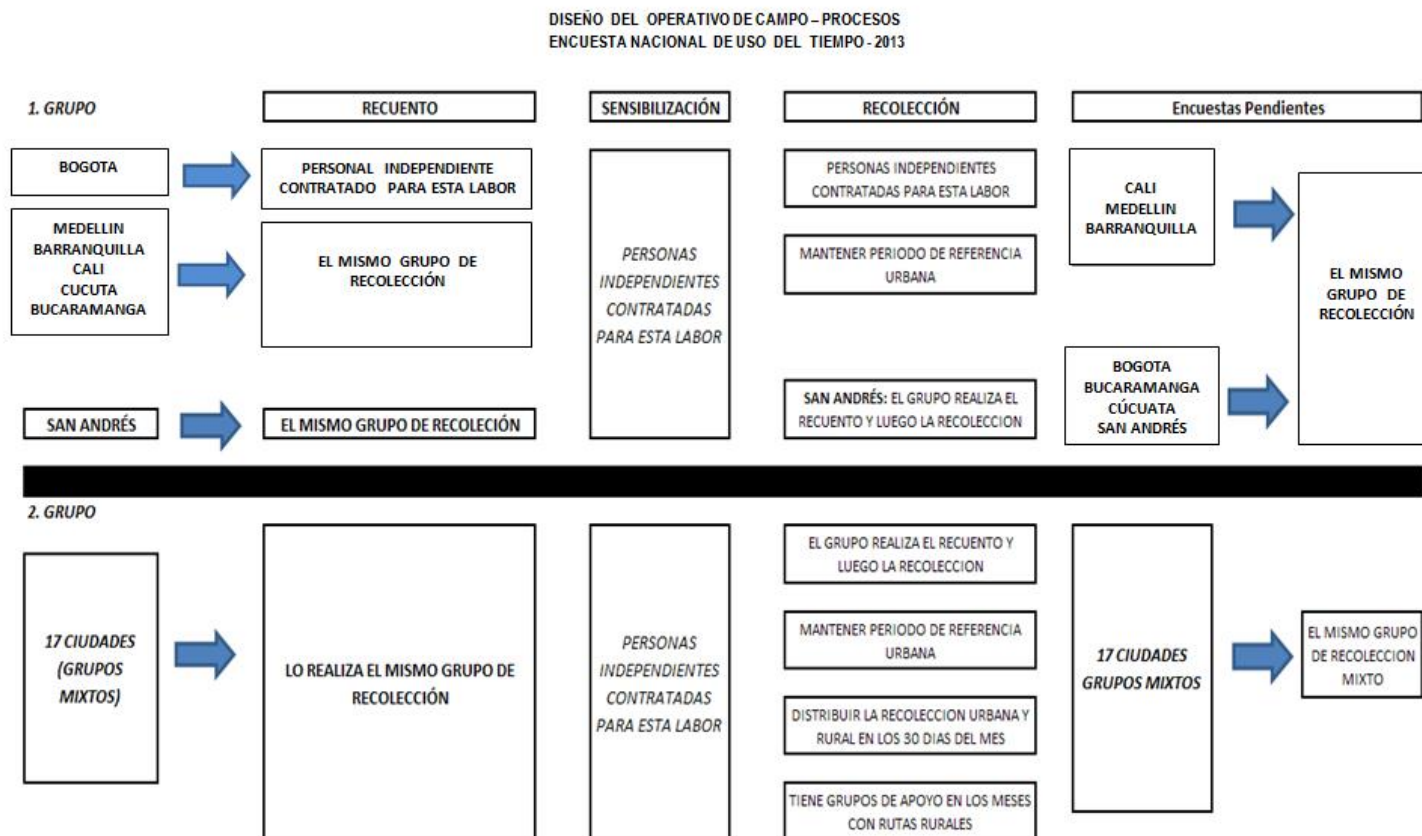 DISEÑO DEL OPERATIVO DE CAMPO – PROCESOS
ENCUESTA NACIONAL DE USO DEL TIEMPO - 2013
1. GRUPO
RECUENTO
SENSIBILIZACIÓN
RECOLECCIÓN
Encuestas Pendientes
BOGOTA
PERSONAL INDEPENDIENTE
CONTRATADO PARA ESTA LABOR
MEDELLIN
BARRANQUILLA
CALI
CUCUTA
BUCARAMANGA
EL MISMO GRUPO DE
RECOLECCIÓN
SAN ANDRÉS
EL MISMO GRUPO DE RECOLECIÓN
PERSONAS
INDEPENDIENTES
CONTRATADAS
PARA ESTA LABOR
PERSONAS INDEPENDIENTES
CONTRATADAS PARA ESTA LABOR
MANTENER PERIODO DE REFERENCIA
URBANA
SAN ANDRÉS: EL GRUPO REALIZA EL
RECUENTO Y LUEGO LA RECOLECCION
CALI
MEDELLIN
BARRANQUILLA
BOGOTA
BUCARAMANGA
CÚCUATA
SAN ANDRÉS
EL MISMO
GRUPO DE
RECOLECCIÓN
2. GRUPO
17 CIUDADES
(GRUPOS
MIXTOS)
LO REALIZA EL MISMO GRUPO DE
RECOLECCIÓN
PERSONAS
INDEPENDIENTES
CONTRATADAS
PARA ESTA LABOR
EL GRUPO REALIZA EL RECUENTO Y
LUEGO LA RECOLECCION
MANTENER PERIODO DE REFERENCIA
URBANA
DISTRIBUIR LA RECOLECCION URBANA Y
RURAL EN LOS 30 DIAS DEL MES
TIENE GRUPOS DE APOYO EN LOS MESES
CON RUTAS RURALES
17 CIUDADES
GRUPOS MIXTOS
EL MISMO GRUPO
DE RECOLECCION
MIXTO